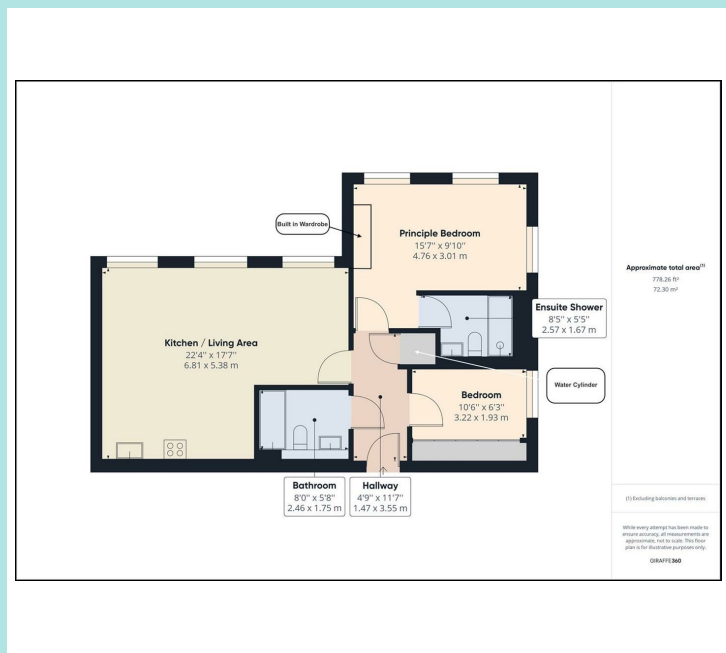 Built in Wardrobe
Principle Bedroom
15'7" x 9'10"
4.76 x 3.01 m
Ensuite Shower
8'5" x 5'5"
2.57 x 1.67 m
Kitchen / Living Area
22'4" x 17'7"
6.81 x 5.38 m
Water Cylinder
Bedroom
10'6" x 6'3"
3.22 x 1.93 m
Bathroom
8'0" x 5'8"
2.46 x 1.75 m
Hallway
4'9" x 11'7"
1.47 x 3.55 m
Approximate total area(1)
778.26 ft²
72.30 m²
(1) Excluding balconies and terraces
While every attempt has been made to
ensure accuracy, all measurements are
approximate, not to scale. This floor
plan is for illustrative purposes only.
GIRAFFE360